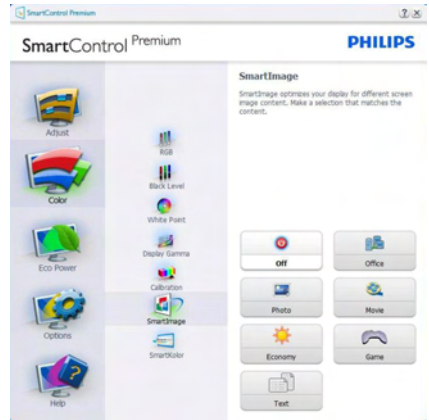 SmartControl Premium
SmartControl Premium
PHILIPS
Adjust
Color
Eco Power
Options
Help
RGB
Black Level
White Point
Display Gamma
Calibration
SmartImage
SmartKolor
SmartImage
SmartImage optimizes your display for different screen
image content. Make a selection that matches the
content.
Off
Office
Photo
Movie
Economy
Game
Text